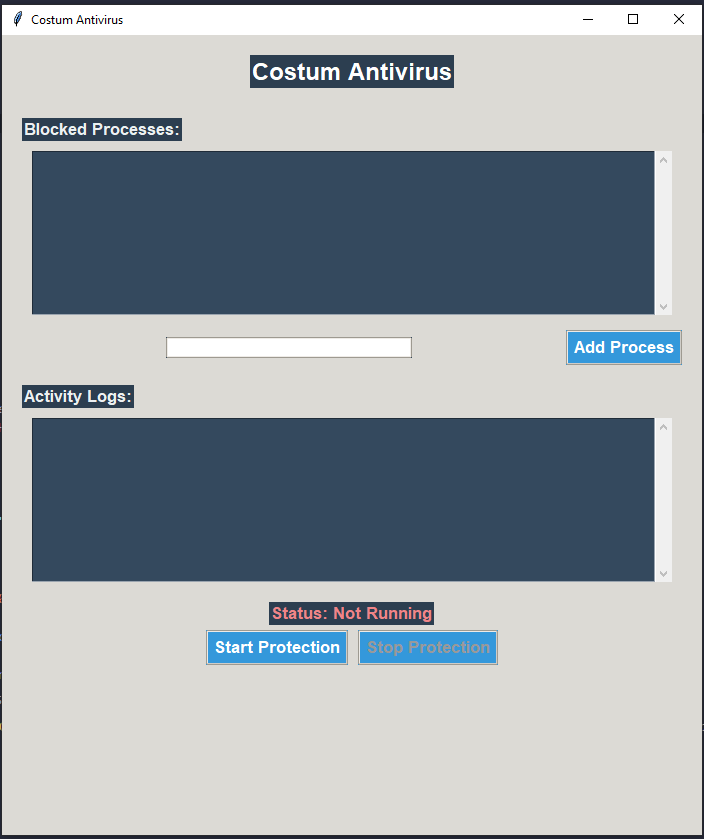 Costum Antivirus
Costum Antivirus
Blocked Processes:
Add Process
Activity Logs:
Status: Not Running
Start Protection
Stop Protection